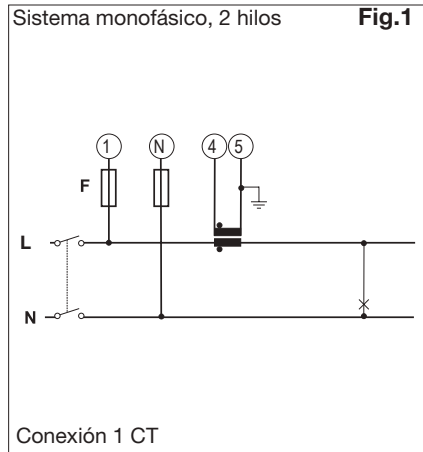 Sistema monofásico, 2 hilos Fig.1
1 N 4 5
F
L
N
Conexión 1 CT